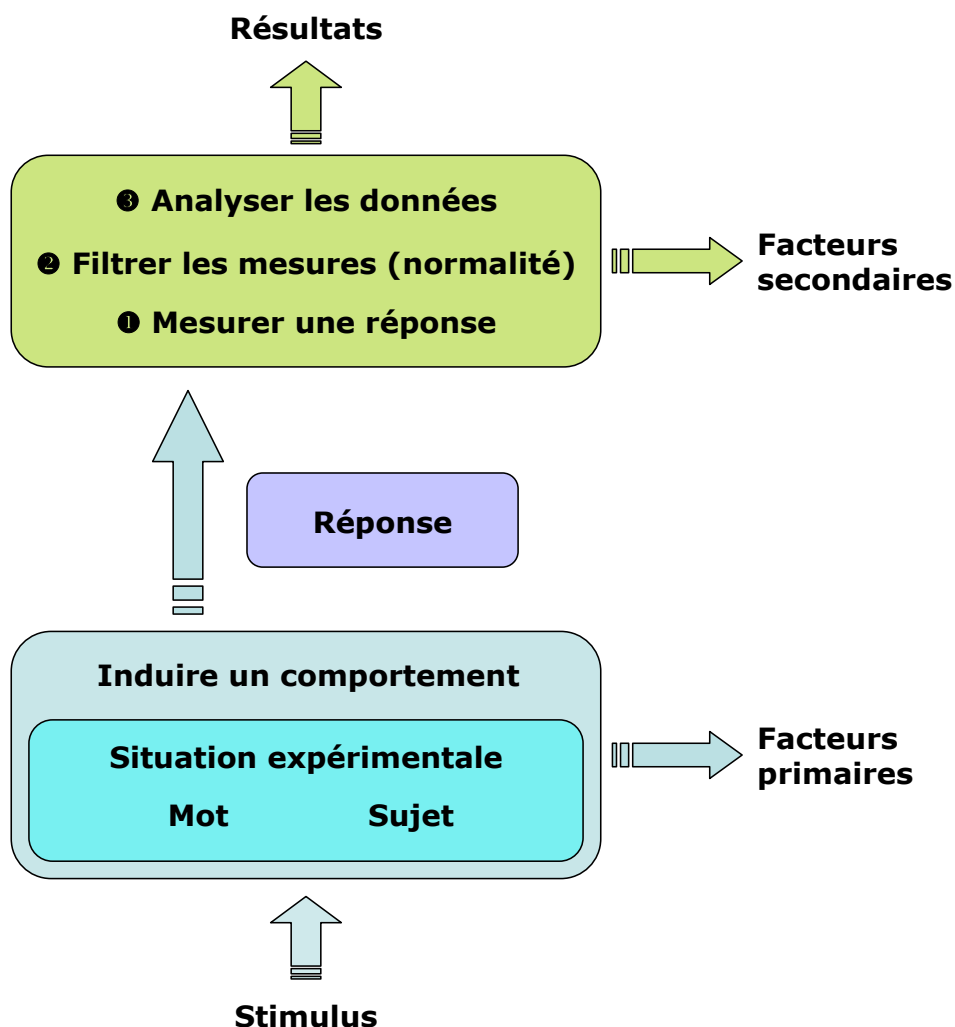 Résultats
❸ Analyser les données
❷ Filtrer les mesures (normalité)
❶ Mesurer une réponse
Facteurs
secondaires
Réponse
Induire un comportement
Situation expérimentale
Mot Sujet
Facteurs
primaires
Stimulus